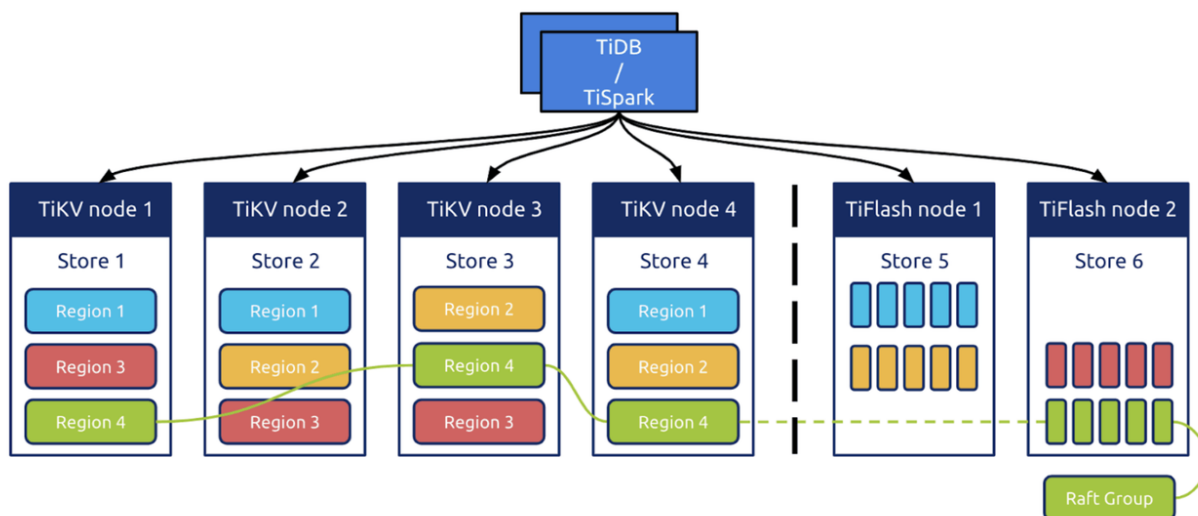 TiDB
/
TiSpark
TiKV node 1
TiKV node 2
TiKV node 3
TiKV node 4
TiFlash node 1
TiFlash node 2
Store 1
Store 2
Store 3
Store 4
Store 5
Store 6
Region 1
Region 1
Region 2
Region 1
Region 3
Region 2
Region 4
Region 2
Region 4
Region 3
Region 3
Region 4
Raft Group